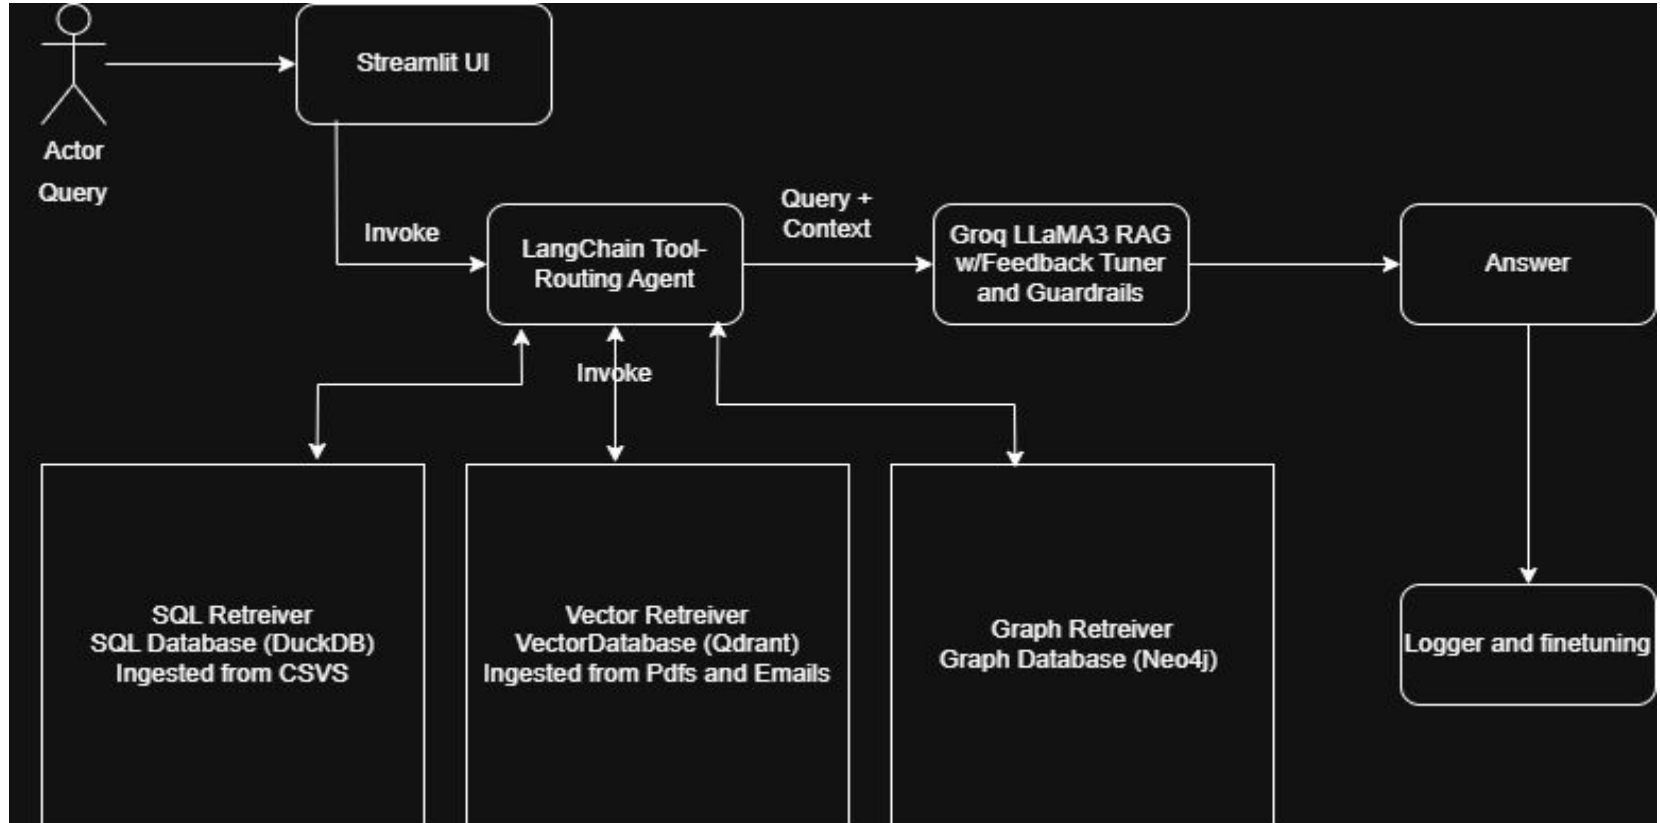 Streamlit UI
Actor
Query
Invoke
LangChain Tool-
Routing Agent
Query +
Context
Groq LLaMA3 RAG
w/Feedback Tuner
and Guardrails
Answer
Invoke
SQL Retreiver
SQL Database (DuckDB)
Ingested from CSVS
Vector Retreiver
VectorDatabase (Qdrant)
Ingested from Pdfs and Emails
Graph Retreiver
Graph Database (Neo4j)
Logger and finetuning